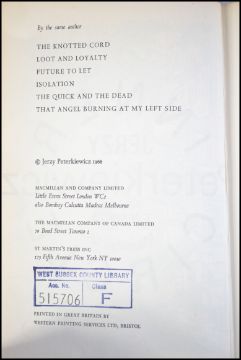 By the same author
THE KNOTTED CORD
LOOT AND LOYALTY
FUTURE TO LET
ISOLATION
THE QUICK AND THE DEAD
THAT ANGEL BURNING AT MY LEFT SIDE
© Jerzy Peterkiewicz 1966
MACMILLAN AND COMPANY LIMITED
Little Essex Street London WC2
also Bombay Calcutta Madras Melbourne
THE MACMILLAN COMPANY OF CANADA LIMITED
70 Bond Street Toronto 2
ST MARTIN'S PRESS INC
175 Fifth Avenue New York NY 10010
WEST SUSSEX COUNTY LIBRARY
Acc. No. Class
515706 F
PRINTED IN GREAT BRITAIN BY
WESTERN PRINTING SERVICES LTD, BRISTOL